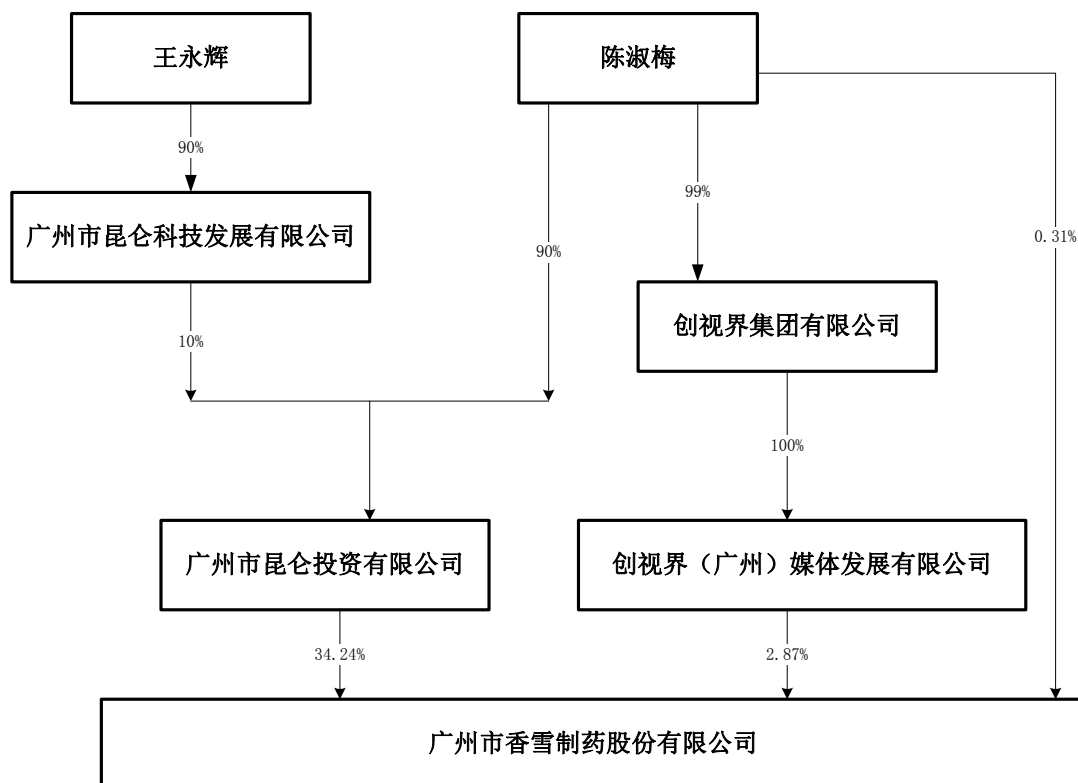 王永辉
陈淑梅
90%
99%
广州市昆仑科技发展有限公司
90%
0.31%
创视界集团有限公司
10%
100%
广州市昆仑投资有限公司
创视界（广州）媒体发展有限公司
34.24%
2.87%
广州市香雪制药股份有限公司